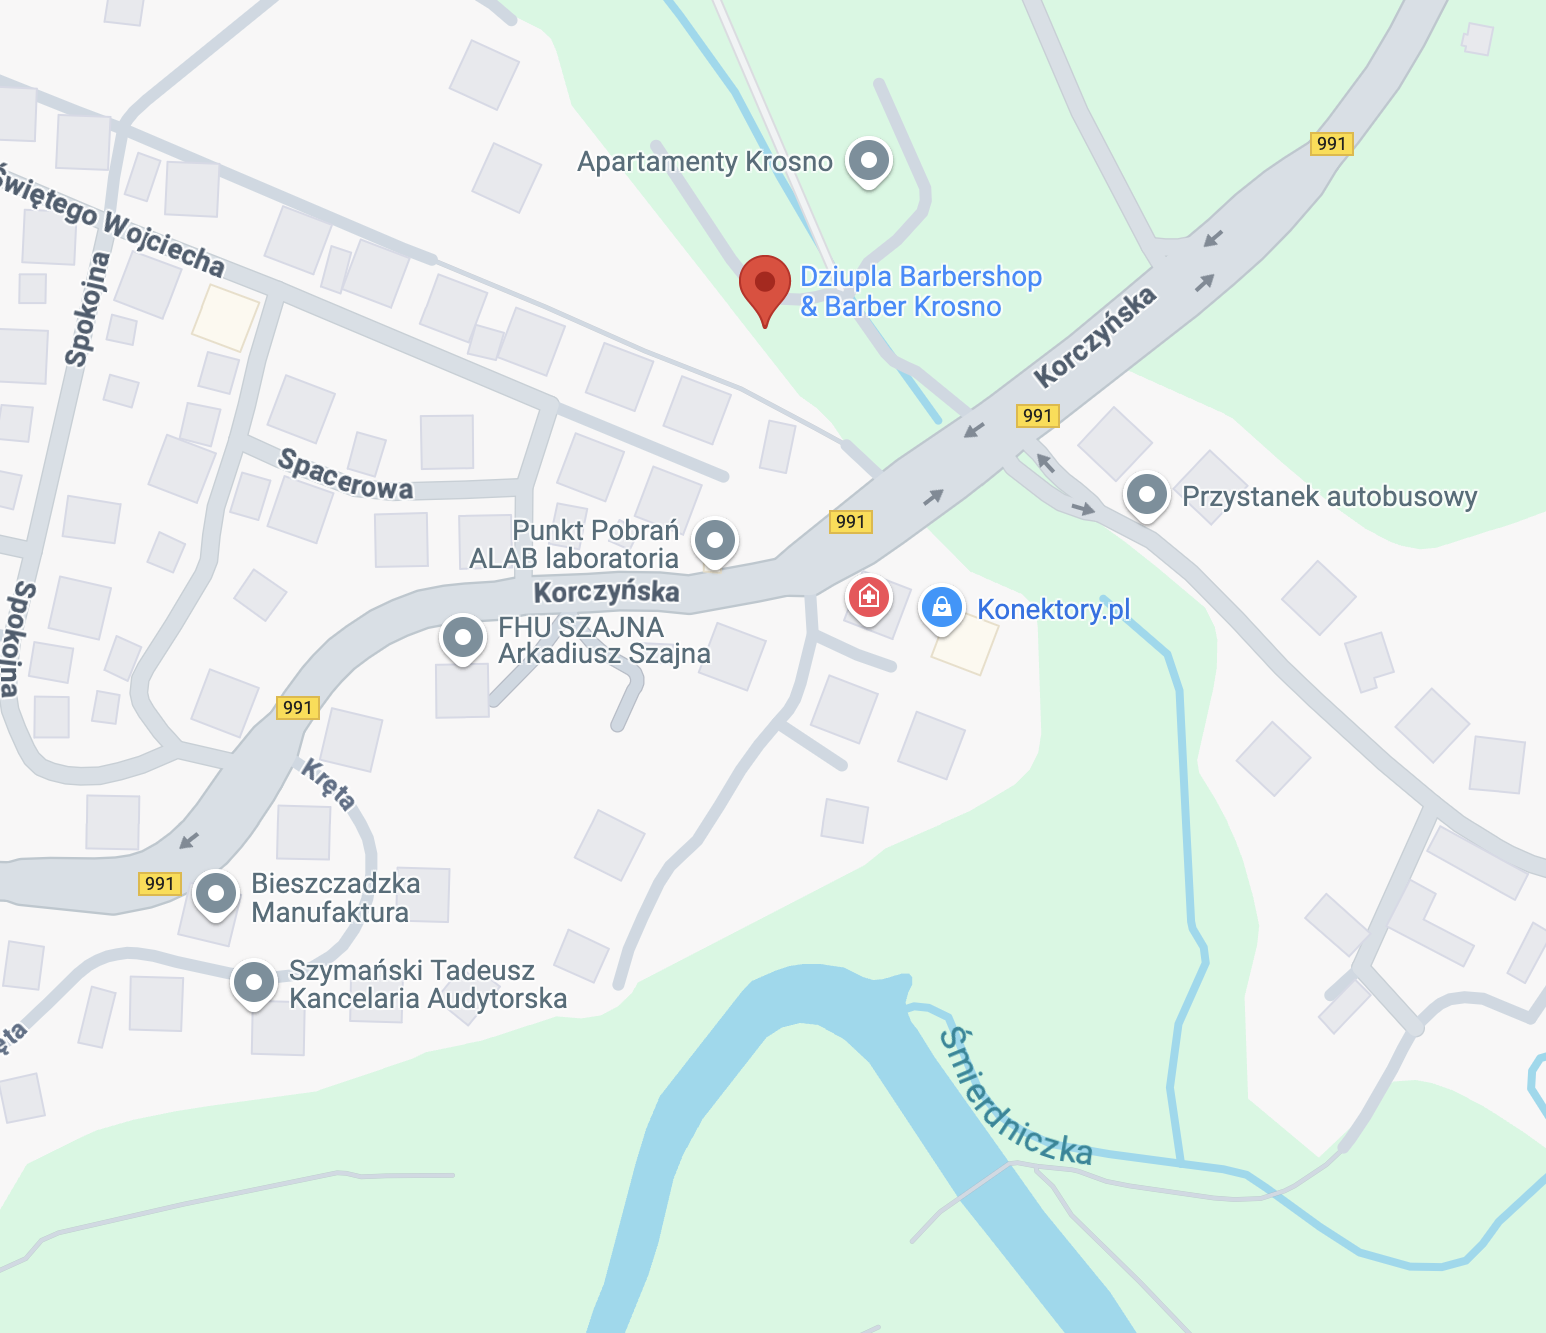 991
Apartamenty Krosno
Świętego Wojciecha
Spokojna
Dziupla Barbershop
& Barber Krosno
Korczyńska
991
Spacerowa
Przystanek autobusowy
991
Punkt Pobrań
ALAB laboratoria
Korczyńska
Konektory.pl
FHU SZAJNA
Arkadiusz Szajna
Spokojna
991
Kręta
991
Bieszczadzka
Manufaktura
Szymański Tadeusz
Kancelaria Audytorska
ęta
Śmierdniczka